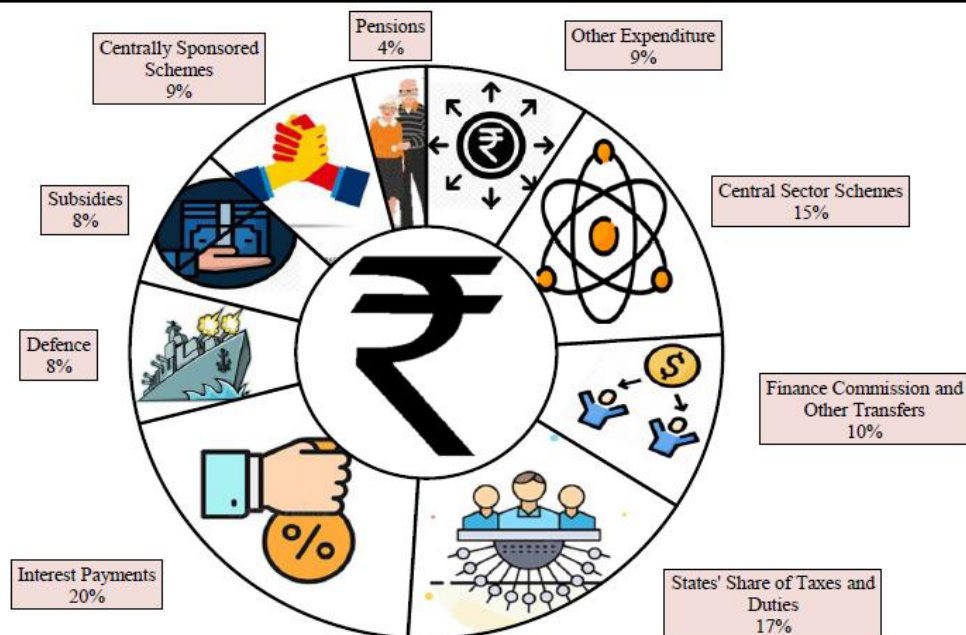 Pensions
4%
Other Expenditure
9%
Centrally Sponsored
Schemes
9%
Central Sector Schemes
15%
Subsidies
8%
₹
$
Defence
8%
₹
Finance Commission and
Other Transfers
10%
%
Interest Payments
20%
States' Share of Taxes and
Duties
17%